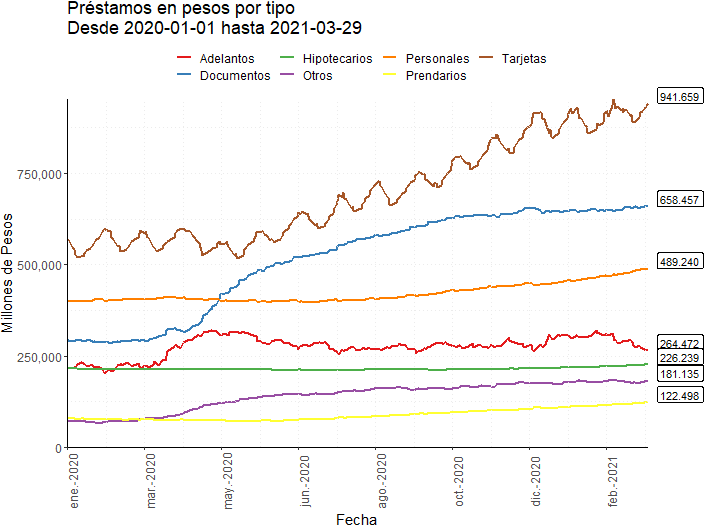 Préstamos en pesos por tipo
Desde 2020-01-01 hasta 2021-03-29
Adelantos Hipotecarios Personales Tarjetas
Documentos Otros Prendarios
Millones de Pesos
750,000
500,000
250,000
0
941.659
658.457
489.240
264.472
226.239
181.135
122.498
ene.-2020 mar.-2020 may.-2020 jun.-2020 ago.-2020 oct.-2020 dic.-2020 feb.-2021
Fecha